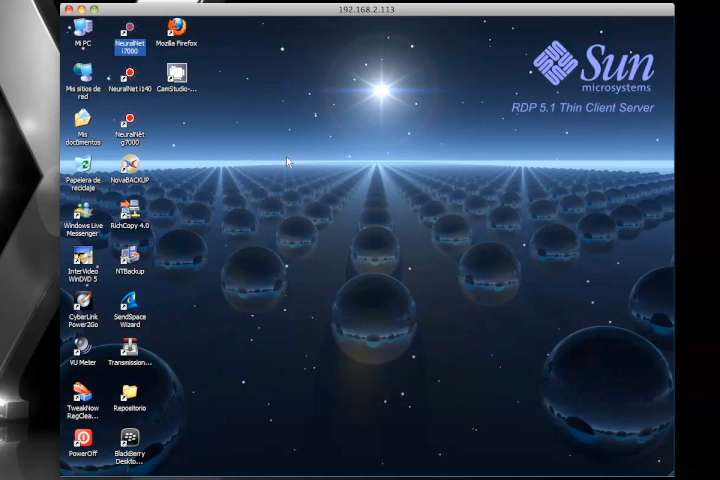 192.168.2.113
Mi PC
NeuralNet
i7000
Mozilla Firefox
Sun
microsystems
RDP 5.1 Thin Client Server
Mis sitios de
red
NeuralNet i140
CamStudio-...
Mis
documentos
NeuralNet
g7000
Papelera de
reciclaje
NovaBACKUP
Windows Live
Messenger
RichCopy 4.0
InterVideo
WinDVD 5
NTBackup
CyberLink
Power2Go
SendSpace
Wizard
VU Meter
Transmission...
TweakNow
RegClea...
Repositorio
PowerOff
BlackBerry
Deskto...